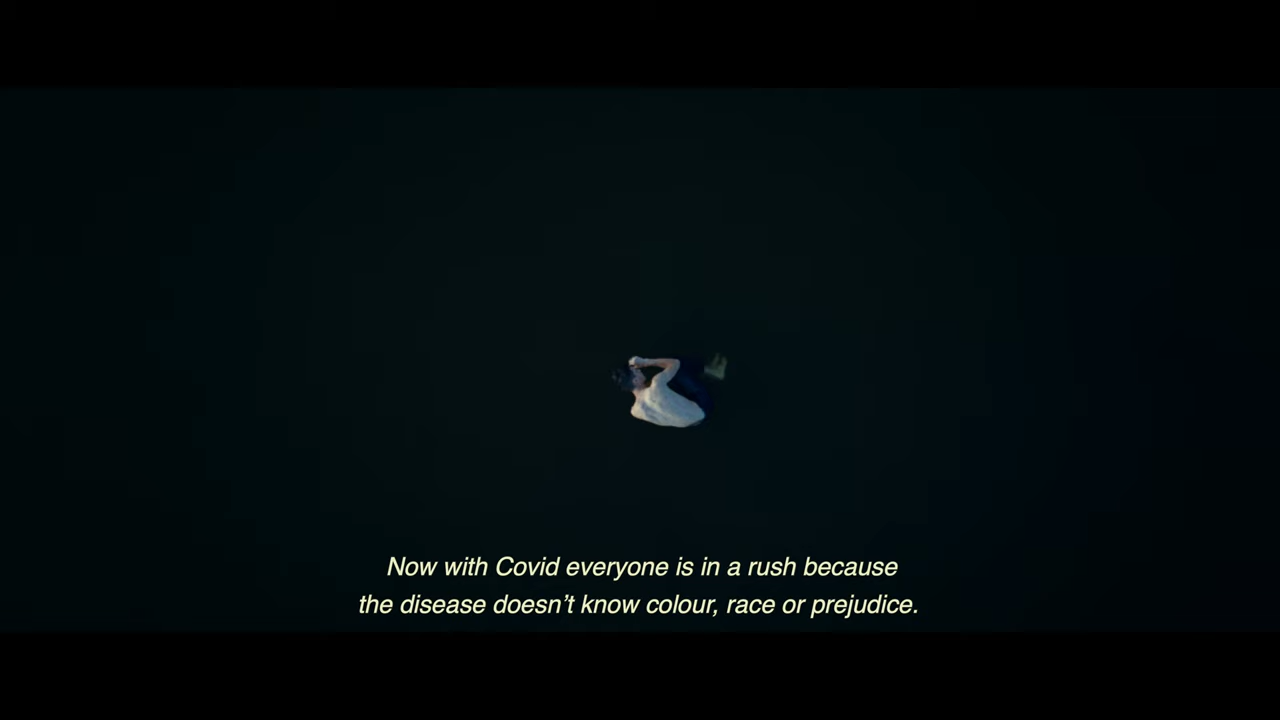 Now with Covid everyone is in a rush because
the disease doesn’t know colour, race or prejudice.